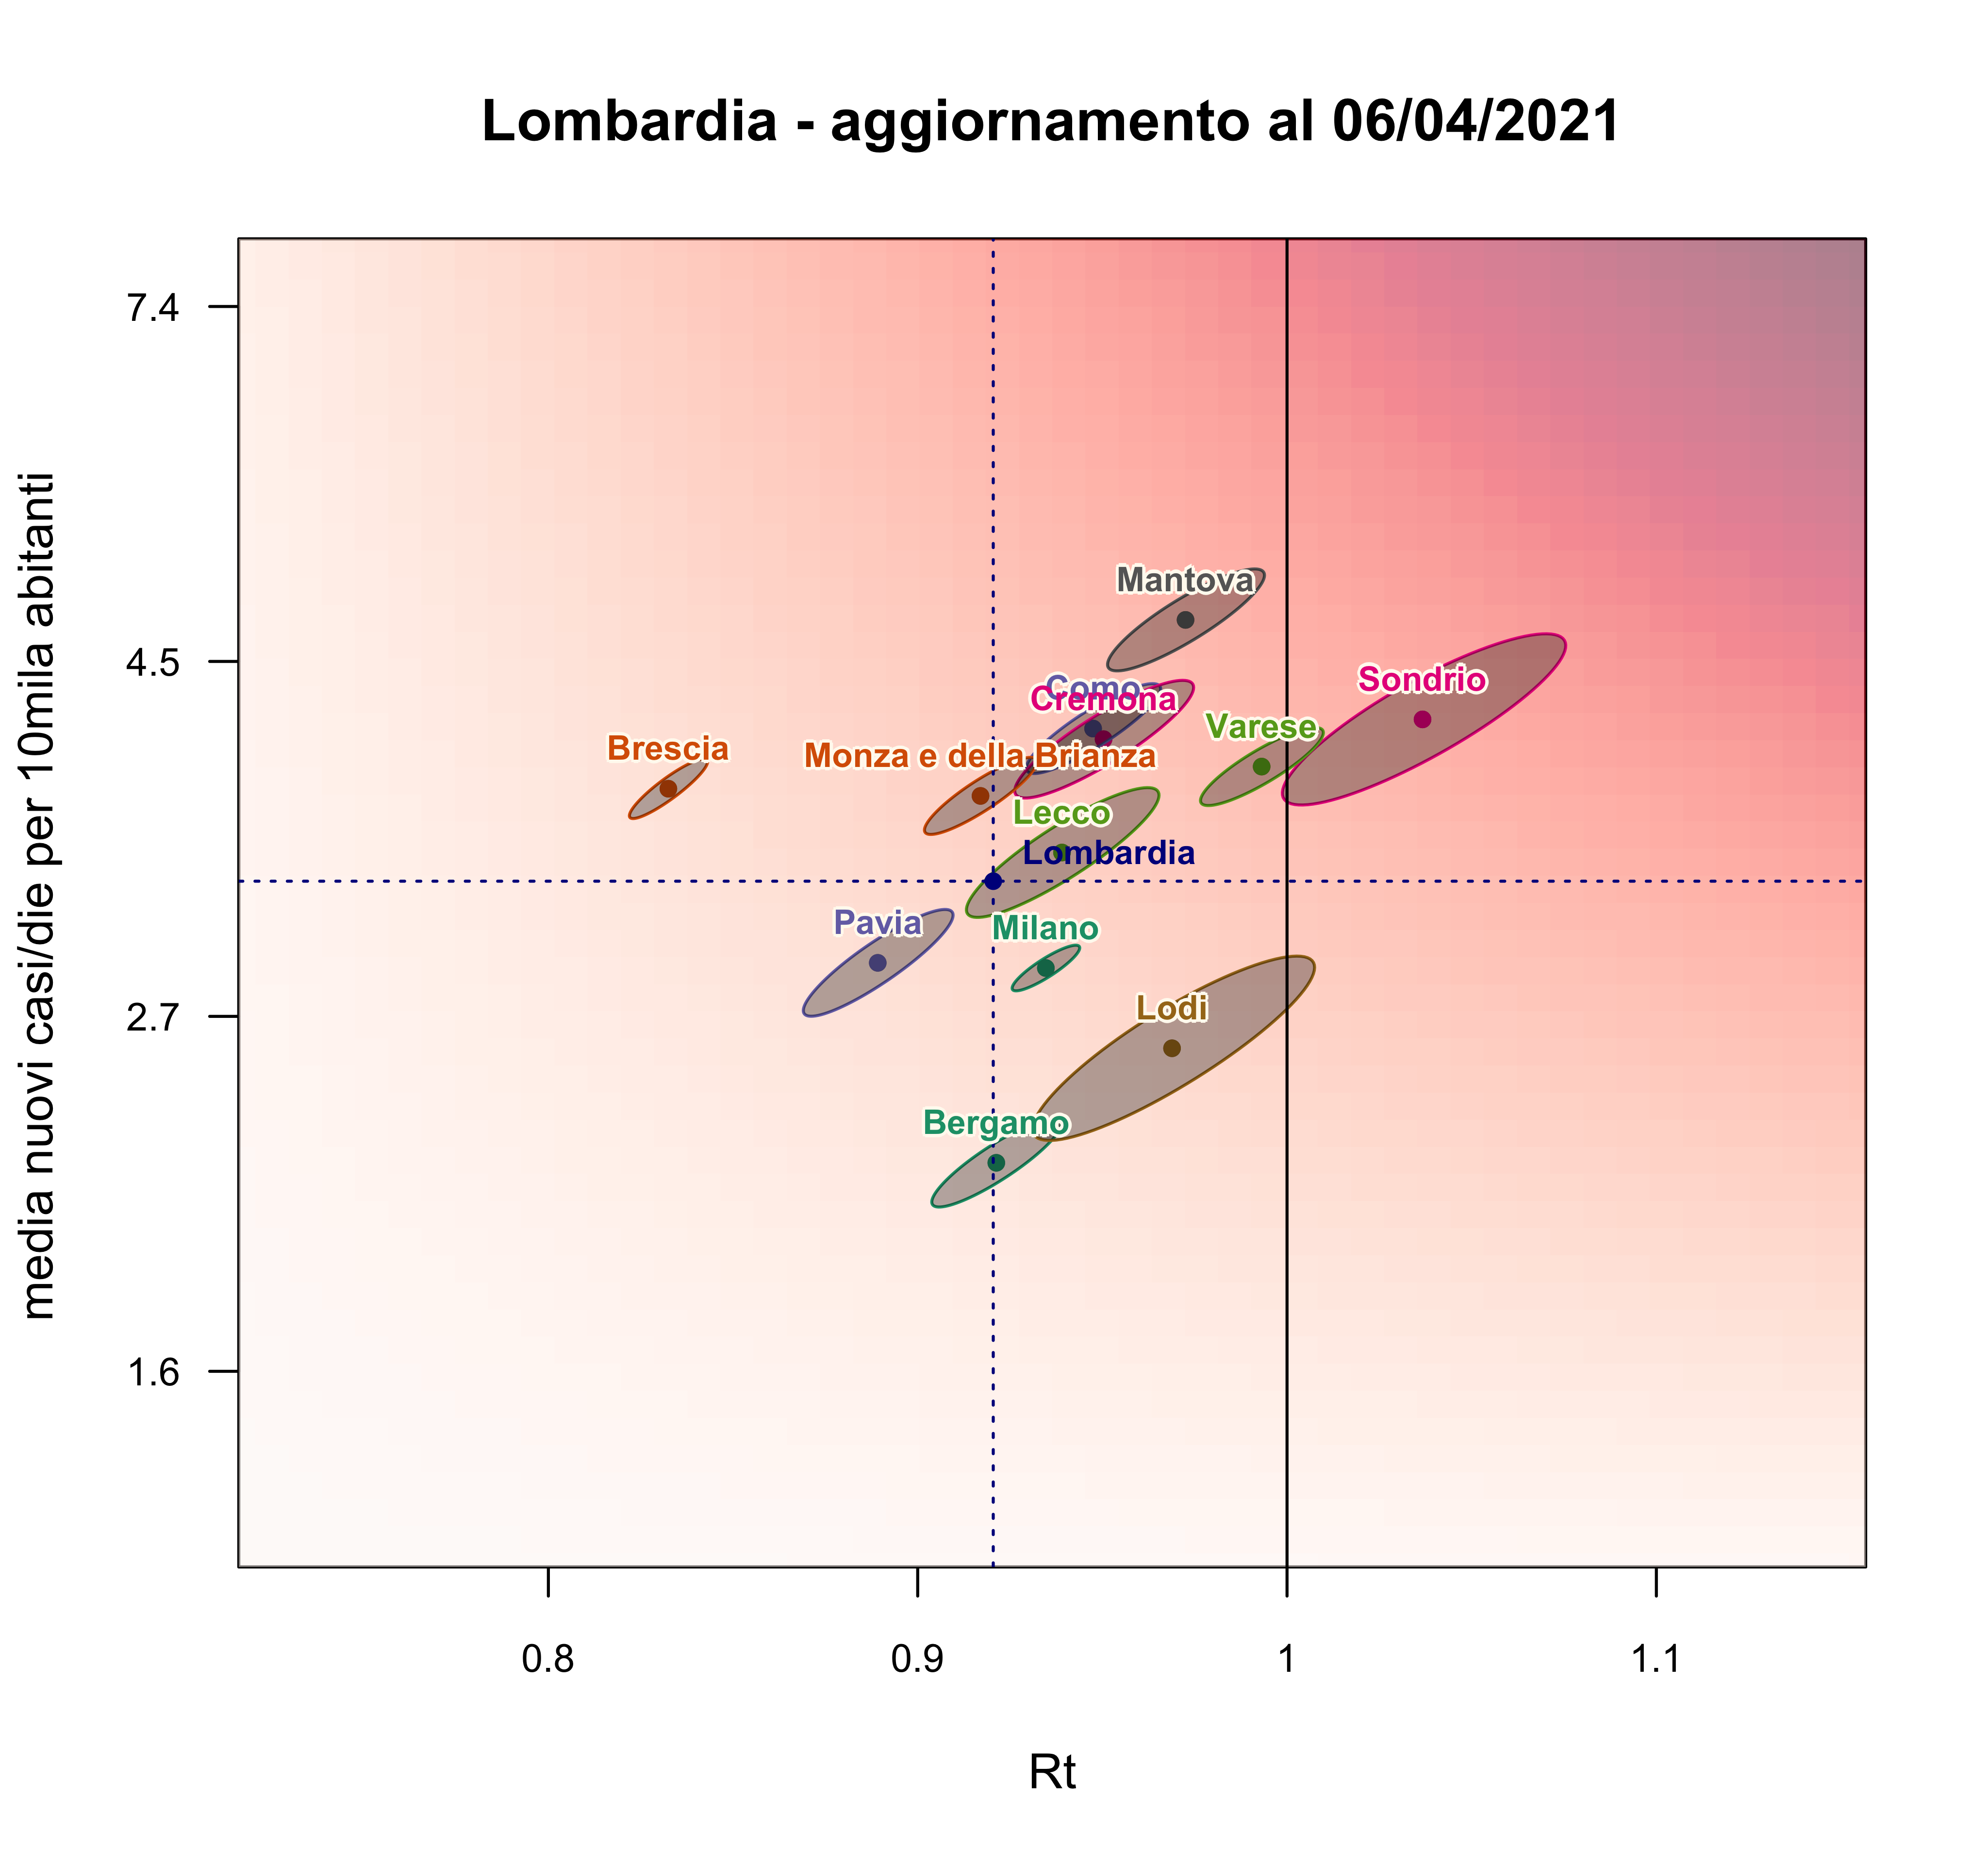 Lombardia - aggiornamento al 06/04/2021
media nuovi casi/die per 10mila abitanti
7.4
4.5
2.7
1.6
Mantova
Sondrio
Como
Cremona
Varese
Brescia
Monza e della Brianza
Lecco
Lombardia
Pavia
Milano
Lodi
Bergamo
0.8
0.9
1
1.1
Rt